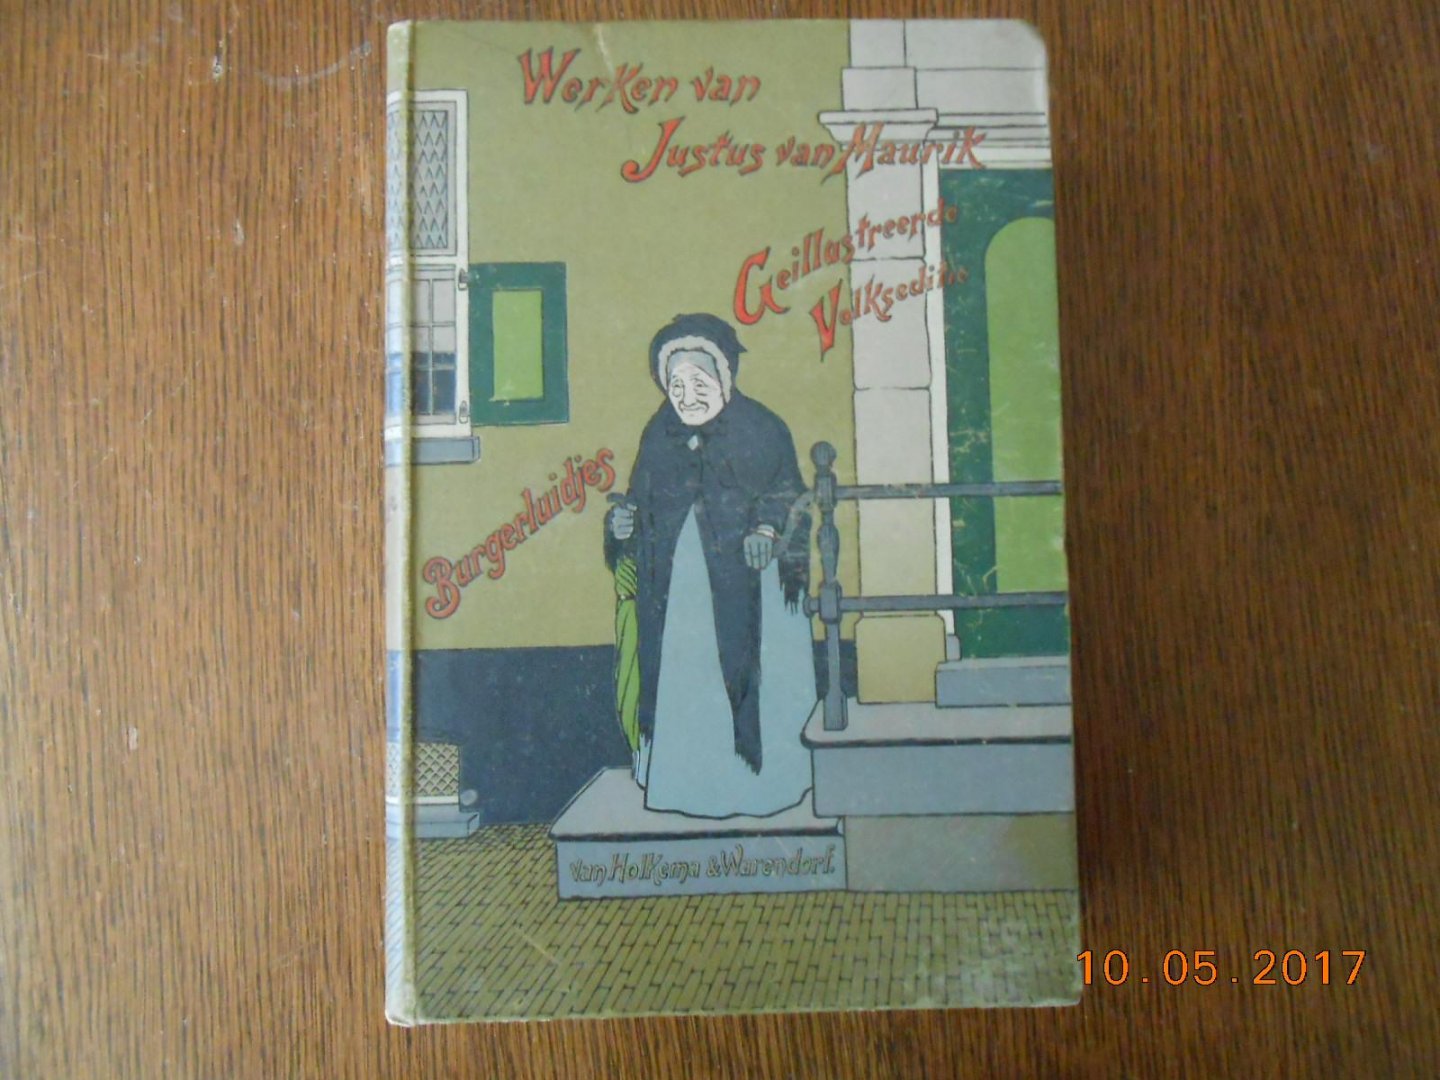 Werken van
Justus van Maurik
Geillustreerde
Volkseditie
Burgerluidjes
van Holkema & Warendorf.
10.05.2017